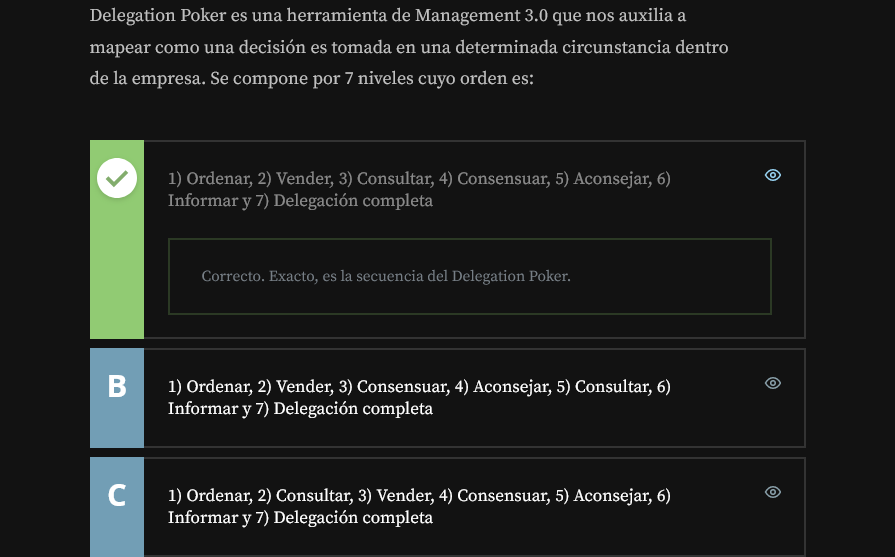 Delegation Poker es una herramienta de Management 3.0 que nos auxilia a
mapear como una decisión es tomada en una determinada circunstancia dentro
de la empresa. Se compone por 7 niveles cuyo orden es:
1) Ordenar, 2) Vender, 3) Consultar, 4) Consensuar, 5) Aconsejar, 6)
Informar y 7) Delegación completa
Correcto. Exacto, es la secuencia del Delegation Poker.
B
1) Ordenar, 2) Vender, 3) Consensuar, 4) Aconsejar, 5) Consultar, 6)
Informar y 7) Delegación completa
C
1) Ordenar, 2) Consultar, 3) Vender, 4) Consensuar, 5) Aconsejar, 6)
Informar y 7) Delegación completa